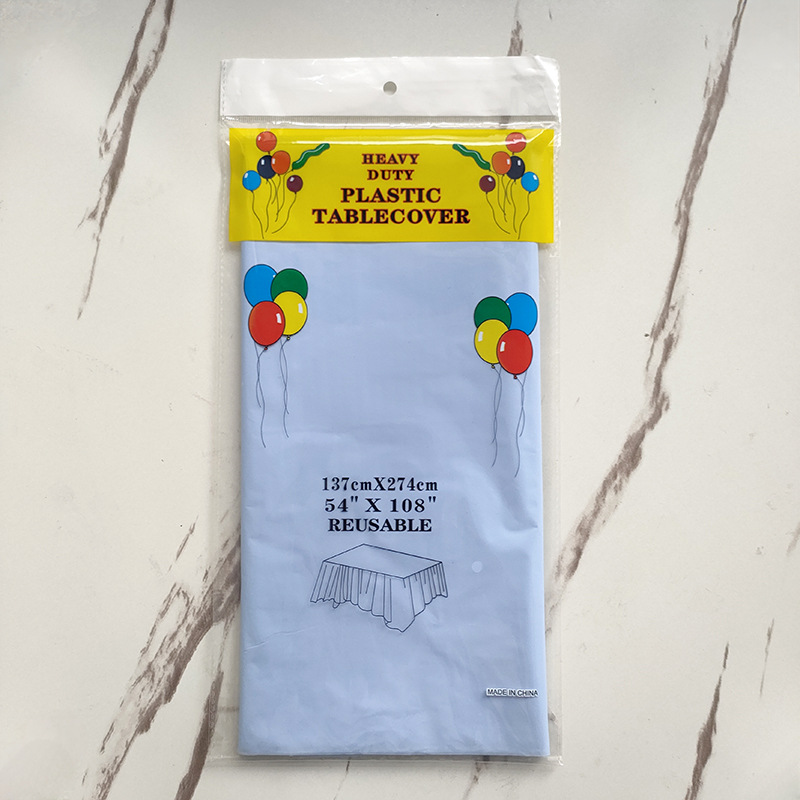 HEAVY
DUTY
PLASTIC
TABLECOVER
137cmX274cm
54" X 108"
REUSABLE
MADE IN CHINA